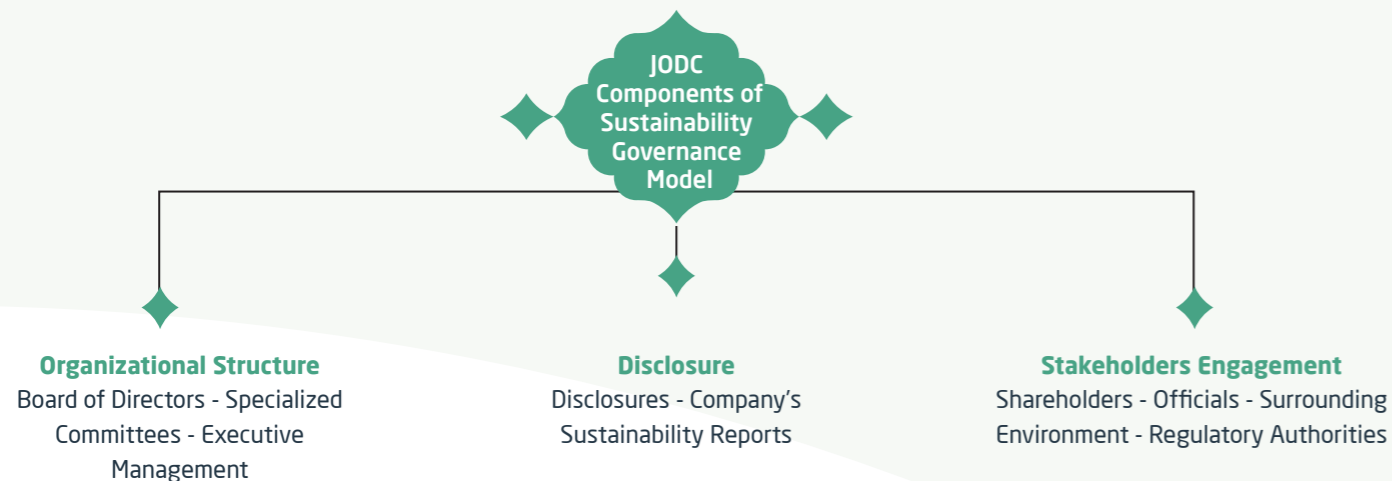 JODC
Components of
Sustainability
Governance
Model
Organizational Structure
Board of Directors - Specialized
Committees - Executive
Management
Disclosure
Disclosures - Company's
Sustainability Reports
Stakeholders Engagement
Shareholders - Officials - Surrounding
Environment - Regulatory Authorities